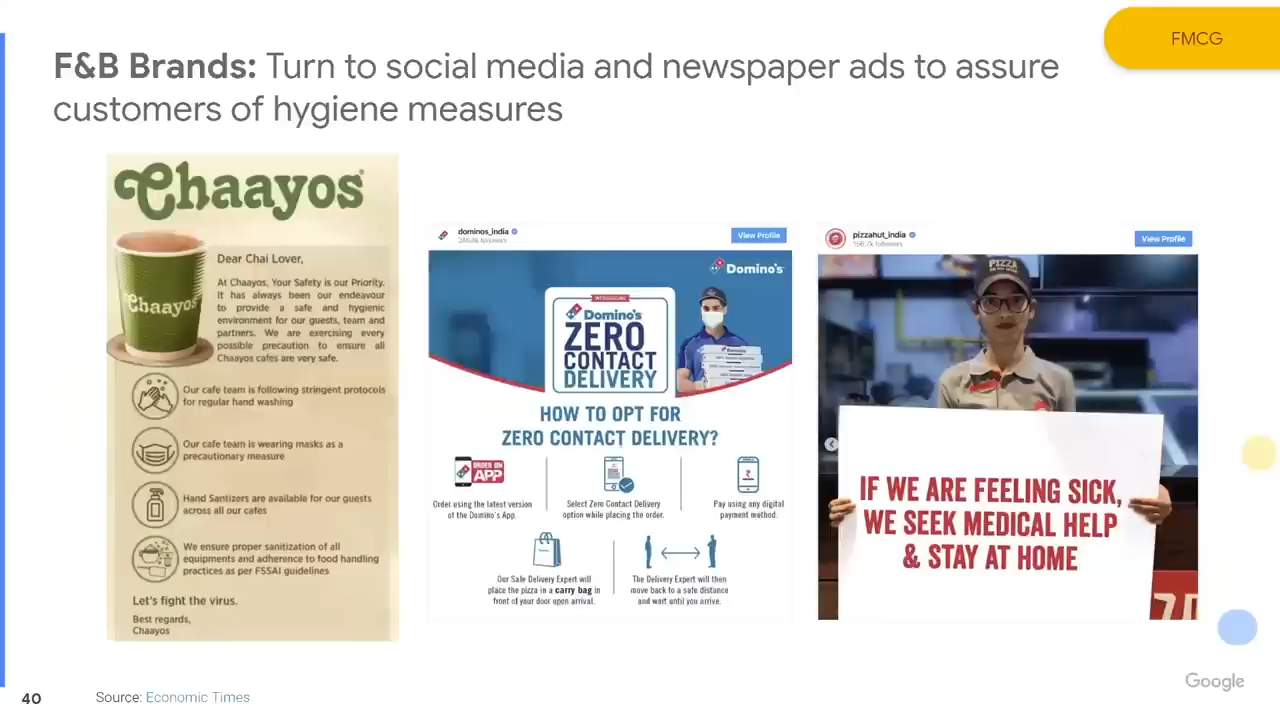 FMCG
F&B Brands: Turn to social media and newspaper ads to assure
customers of hygiene measures
Chaayos
Chaayos
Dear Chai Lover,
At Chaayos, Your Safety is our Priority.
It has always been our endeavour
to provide a safe and hygienic
environment for our guests, team and
partners. We are exercising every
possible precaution to ensure all
Chaayos cafes are very safe.
Our cafe team is following stringent protocols
for regular hand washing
Our cafe team is wearing masks as a
precautionary measure
Hand Sanitizers are available for our guests
across all our cafes
We ensure proper sanitization of all
equipments and adherence to food handling
practices as per FSSAI guidelines
Let's fight the virus.
Best regards,
Chaayos
dominos_india
followers
View Profile
Domino's
INTRODUCING
Domino's
ZERO
CONTACT
DELIVERY
HOW TO OPT FOR
ZERO CONTACT DELIVERY?
ORDER ON
APP
Order using the latest version
of the Domino's App.
Select Zero Contact Delivery
option while placing the order.
₹
Pay using any digital
payment method.
Our Safe Delivery Expert will
place the pizza in a carry bag in
front of your door upon arrival.
The Delivery Expert will then
move back to a safe distance
and wait until you arrive.
pizzahut_india
followers
View Profile
PIZZA
IF WE ARE FEELING SICK,
WE SEEK MEDICAL HELP
& STAY AT HOME
40
Source: Economic Times
Google